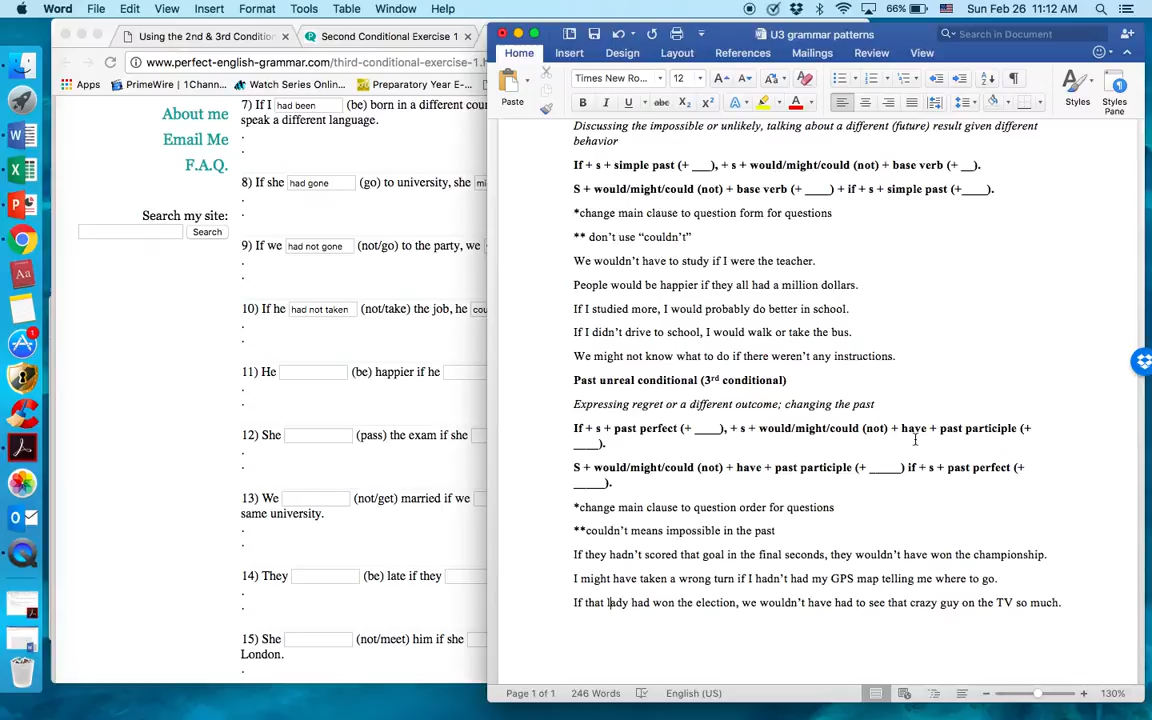 Word File Edit View Insert Format Tools Table Window Help 66% Sun Feb 26 11:12 AM
Using the 2nd & 3rd Condition
Second Conditional Exercise 1
www.perfect-english-grammar.com/third-conditional-exercise-1.h
Apps PrimeWire | 1Chann Watch Series Online Preparatory Year E
About me
Email Me
F.A.Q.
Search my site:
Search
7) If I had been (be) born in a different coun
speak a different language.
8) If she had gone (go) to university, she mi
9) If we had not gone (not/go) to the party, we
10) If he had not taken (not/take) the job, he cou
11) He (be) happier if he
12) She (pass) the exam if she
13) We (not/get) married if we
same university.
14) They (be) late if they
15) She (not/meet) him if she
London.
U3 grammar patterns
Search in Document
Home Insert Design Layout References Mailings Review View
Paste
Times New Ro... 12
Styles
Styles Pane
Discussing the impossible or unlikely, talking about a different (future) result given different
behavior
If + s + simple past (+ ___), + s + would/might/could (not) + base verb (+ __).
S + would/might/could (not) + base verb (+ ____) + if + s + simple past (+____).
*change main clause to question form for questions
** don’t use “couldn’t”
We wouldn’t have to study if I were the teacher.
People would be happier if they all had a million dollars.
If I studied more, I would probably do better in school.
If I didn’t drive to school, I would walk or take the bus.
We might not know what to do if there weren’t any instructions.
Past unreal conditional (3rd conditional)
Expressing regret or a different outcome; changing the past
If + s + past perfect (+ ____), + s + would/might/could (not) + have + past participle (+
____).
S + would/might/could (not) + have + past participle (+ _____) if + s + past perfect (+
_____).
*change main clause to question order for questions
**couldn’t means impossible in the past
If they hadn’t scored that goal in the final seconds, they wouldn’t have won the championship.
I might have taken a wrong turn if I hadn’t had my GPS map telling me where to go.
If that lady had won the election, we wouldn’t have had to see that crazy guy on the TV so much.
Page 1 of 1 246 Words English (US) 130%